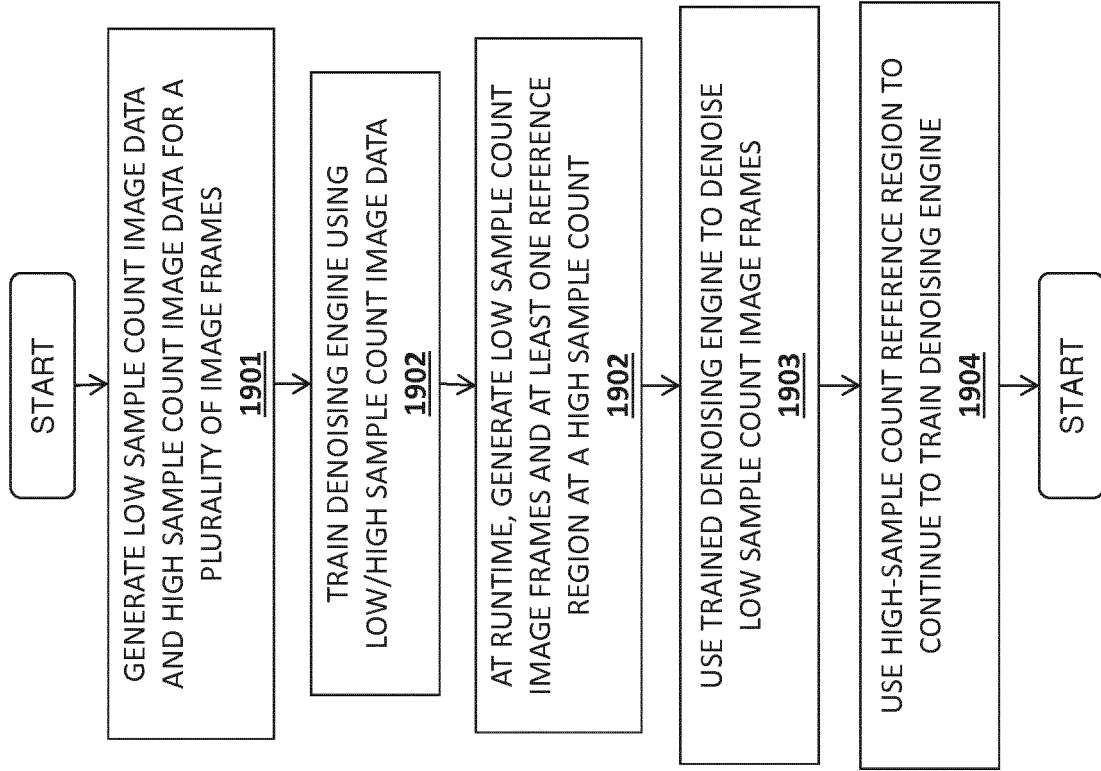 START
GENERATE LOW SAMPLE COUNT IMAGE DATA
AND HIGH SAMPLE COUNT IMAGE DATA FOR A
PLURALITY OF IMAGE FRAMES
1901
TRAIN DENOISING ENGINE USING
LOW/HIGH SAMPLE COUNT IMAGE DATA
1902
AT RUNTIME, GENERATE LOW SAMPLE COUNT
IMAGE FRAMES AND AT LEAST ONE REFERENCE
REGION AT A HIGH SAMPLE COUNT
1902
USE TRAINED DENOISING ENGINE TO DENOISE
LOW SAMPLE COUNT IMAGE FRAMES
1903
USE HIGH-SAMPLE COUNT REFERENCE REGION TO
CONTINUE TO TRAIN DENOISING ENGINE
1904
START